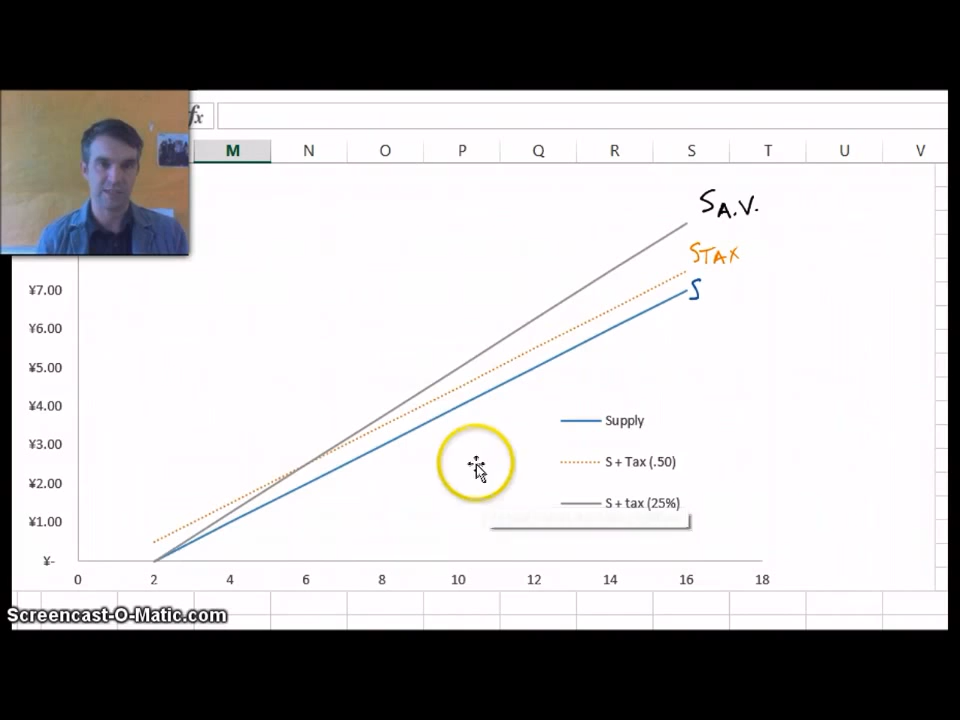 fx
M N O P Q R S T U V
S A.V.
STAX
S
¥7.00
¥6.00
¥5.00
¥4.00
¥3.00
¥2.00
¥1.00
¥-
Supply
S + Tax (.50)
S + tax (25%)
0 2 4 6 8 10 12 14 16 18
Screencast-O-Matic.com